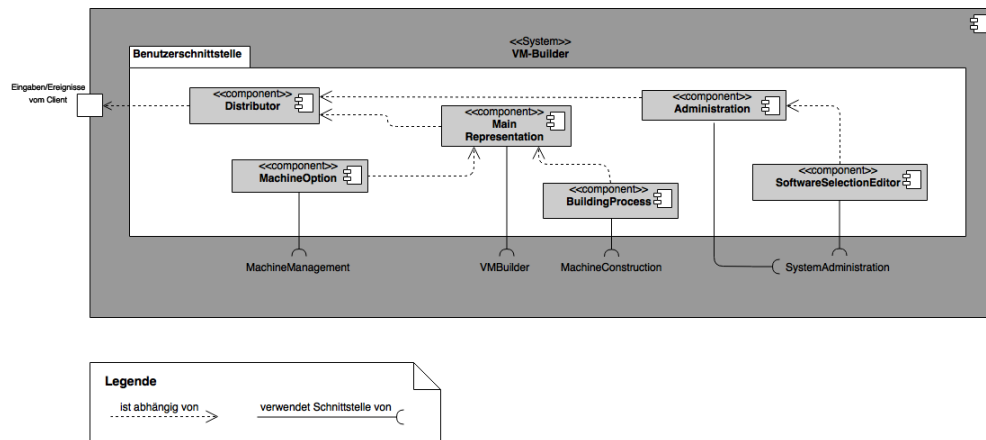 <<System>>
VM-Builder
Benutzerschnittstelle
Eingaben/Ereignisse
vom Client
<<component>>
Distributor
<<component>>
Main
Representation
<<component>>
Administration
<<component>>
MachineOption
<<component>>
BuildingProcess
<<component>>
SoftwareSelectionEditor
MachineManagement
VMBuilder
MachineConstruction
SystemAdministration
Legende
ist abhängig von
verwendet Schnittstelle von